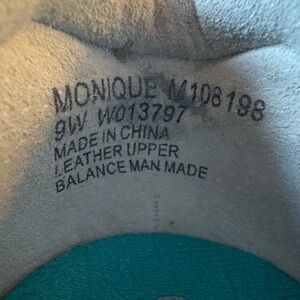 MONIQUE M108198
9W W013797
MADE IN CHINA
LEATHER UPPER
BALANCE MAN MADE